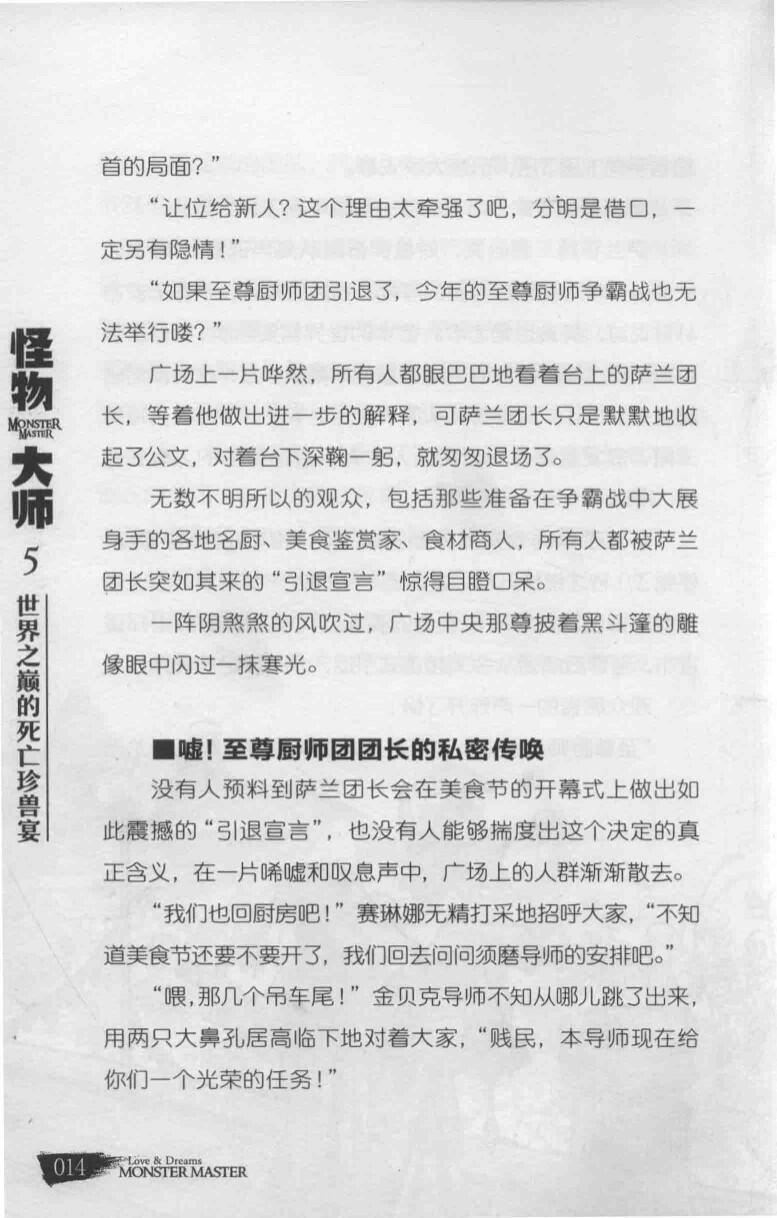 首的局面？”
“让位给新人？这个理由太牵强了吧，分明是借口，一
定另有隐情！”
“如果至尊厨师团引退了，今年的至尊厨师争霸战也无
法举行喽？”
广场上一片哗然，所有人都眼巴巴地看着台上的萨兰团
长，等着他做出进一步的解释，可萨兰团长只是默默地收
起了公文，对着台下深鞠一躬，就匆匆退场了。
无数不明所以的观众，包括那些准备在争霸战中大展
身手的各地名厨、美食鉴赏家、食材商人，所有人都被萨兰
团长突如其来的“引退宣言”惊得目瞪口呆。
一阵阴煞煞的风吹过，广场中央那尊披着黑斗篷的雕
像眼中闪过一抹寒光。
■嘘！至尊厨师团团长的私密传唤
没有人预料到萨兰团长会在美食节的开幕式上做出如
此震撼的“引退宣言”，也没有人能够揣度出这个决定的真
正含义，在一片唏嘘和叹息声中，广场上的人群渐渐散去。
“我们也回厨房吧！”赛琳娜无精打采地招呼大家，“不知
道美食节还要不要开了，我们回去问问须磨导师的安排吧。”
“喂，那几个吊车尾！”金贝克导师不知从哪儿跳了出来，
用两只大鼻孔居高临下地对着大家，“贱民，本导师现在给
你们一个光荣的任务！”
怪物
MONSTER
MASTER
大师
5
世界之巅的死亡珍兽宴
014
Love & Dreams
MONSTER MASTER